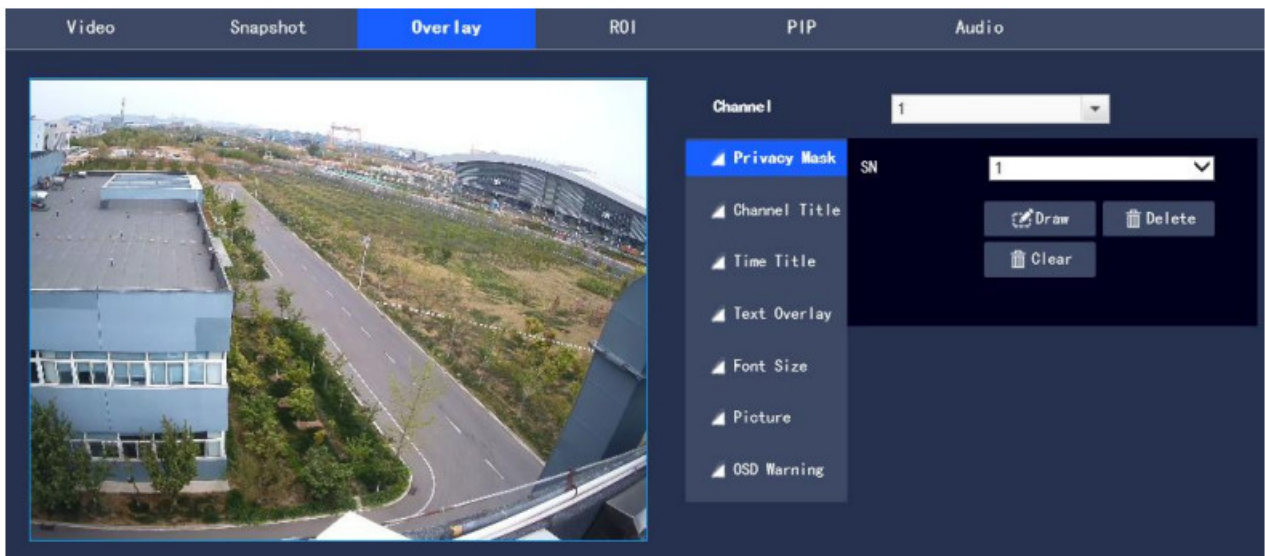 Video Snapshot Overlay ROI PIP Audio
Channel 1
Privacy Mask
SN 1
Channel Title
Draw Delete
Time Title
Clear
Text Overlay
Font Size
Picture
OSD Warning